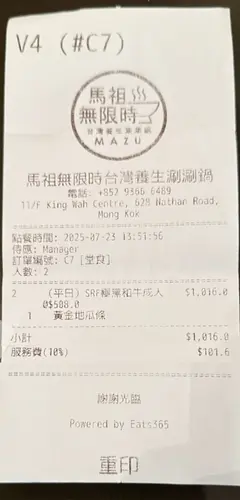 V4 (#C7)
馬祖
無限時
台灣養生涮涮鍋
MAZU
馬祖無限時台灣養生涮涮鍋
電話: +852 9366 6489
11/F King Wah Centre, 628 Nathan Road,
Mong Kok
點餐時間: 2025-07-23 13:51:56
侍應: Manager
訂單編號: C7 [堂食]
人數: 2
2 (平日) SRF極黑和牛成人 $1,016.0
@$508.0
1 黃金地瓜條
小計 $1,016.0
服務費(10%) $101.6
謝謝光臨
Powered by Eats365
重印